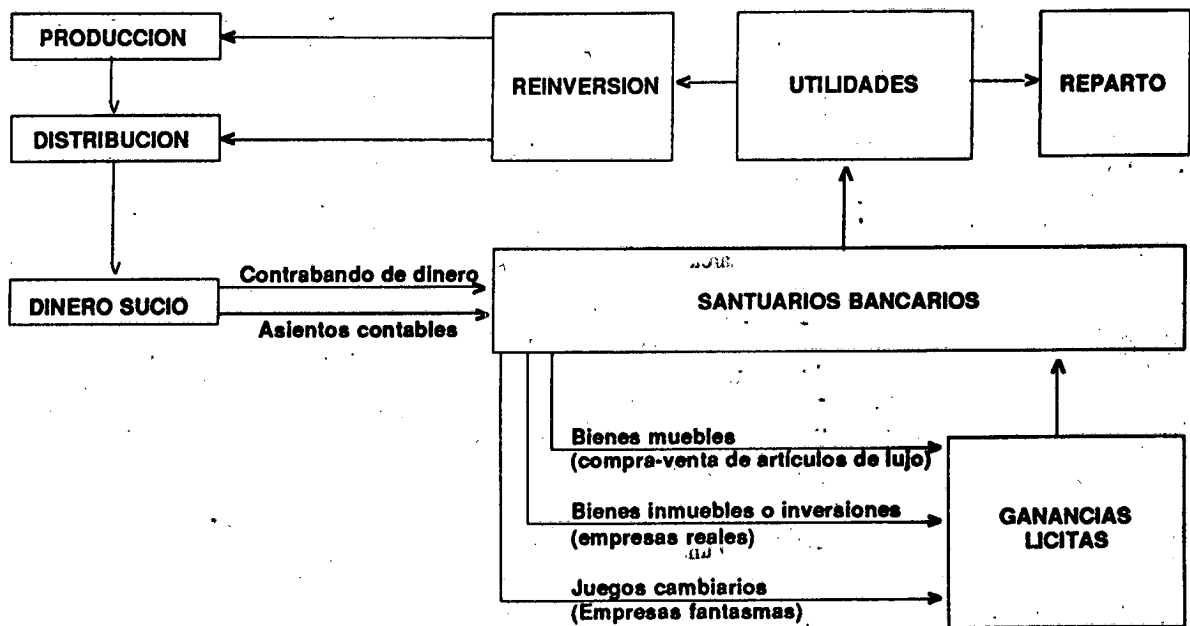 PRODUCCION
REINVERSION
UTILIDADES
REPARTO
DISTRIBUCION
DINERO SUCIO
Contrabando de dinero
Asientos contables
SANTUARIOS BANCARIOS
Bienes muebles
(compra-venta de artículos de lujo)
Bienes inmuebles o inversiones
(empresas reales)
Juegos cambiarios
(Empresas fantasmas)
GANANCIAS
LICITAS